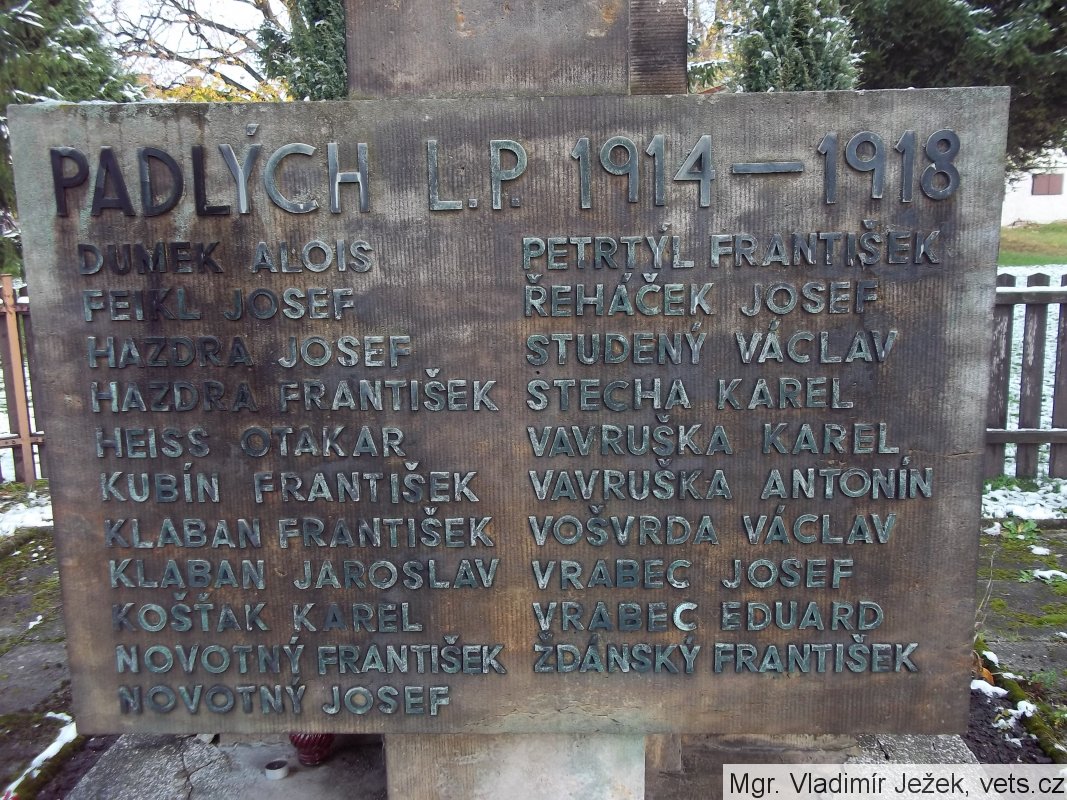 PADLÝCH L.P. 1914–1918
DUMEK ALOIS
FEIKL JOSEF
HAZDRA JOSEF
HAZDRA FRANTIŠEK
HEISS OTAKAR
KUBÍN FRANTIŠEK
KLABAN FRANTIŠEK
KLABAN JAROSLAV
KOŠŤAK KAREL
NOVOTNÝ FRANTIŠEK
NOVOTNÝ JOSEF
PETRTÝL FRANTIŠEK
ŘEHÁČEK JOSEF
STUDENÝ VÁCLAV
STECHA KAREL
VAVRUŠKA KAREL
VAVRUŠKA ANTONÍN
VOŠVRDA VÁCLAV
VRABEC JOSEF
VRABEC EDUARD
ŽDÁNSKÝ FRANTIŠEK
Mgr. Vladimír Ježek, vets.cz